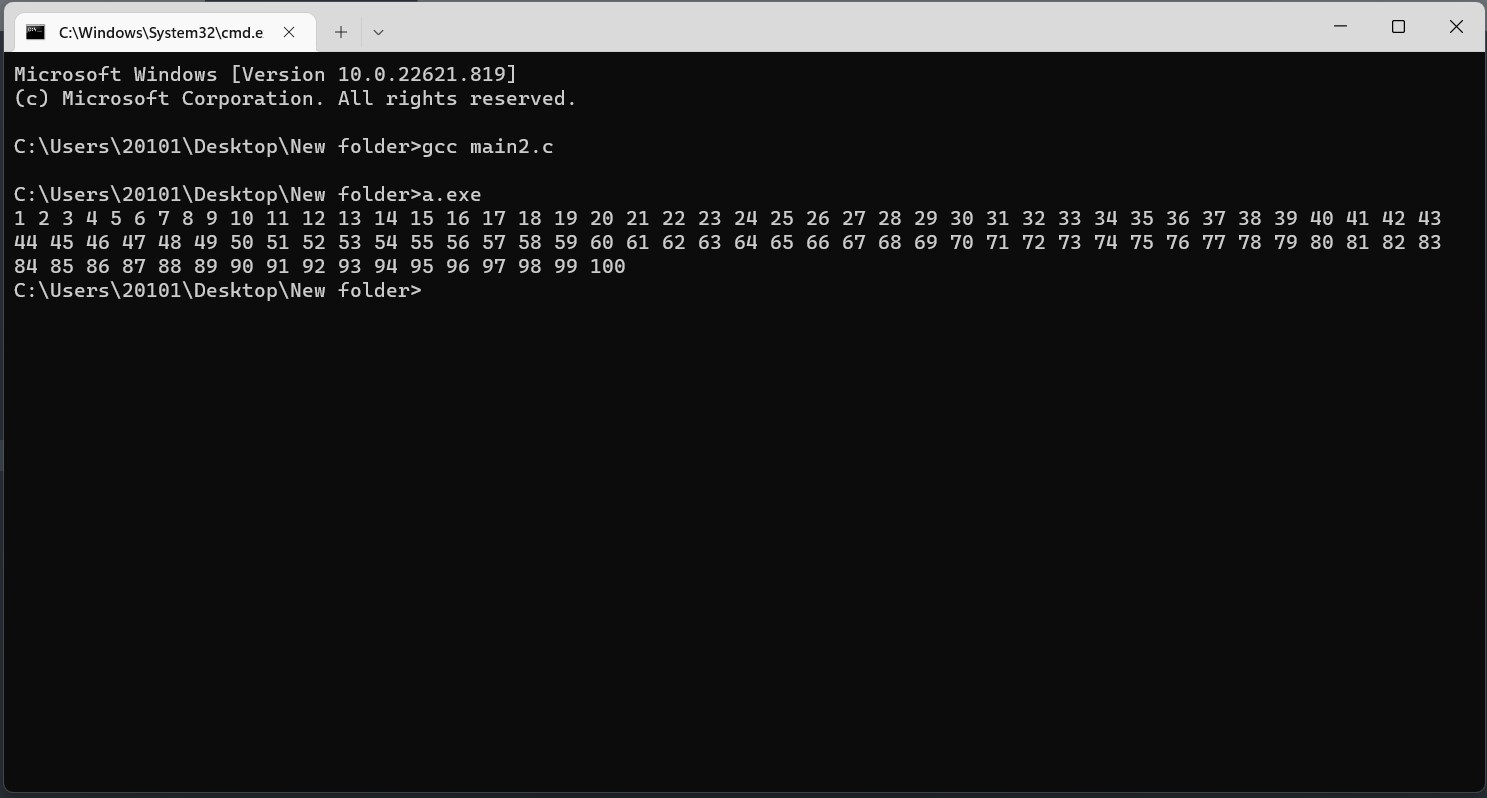 C:\Windows\System32\cmd.e
Microsoft Windows [Version 10.0.22621.819]
(c) Microsoft Corporation. All rights reserved.
C:\Users\20101\Desktop\New folder>gcc main2.c
C:\Users\20101\Desktop\New folder>a.exe
1 2 3 4 5 6 7 8 9 10 11 12 13 14 15 16 17 18 19 20 21 22 23 24 25 26 27 28 29 30 31 32 33 34 35 36 37 38 39 40 41 42 43
44 45 46 47 48 49 50 51 52 53 54 55 56 57 58 59 60 61 62 63 64 65 66 67 68 69 70 71 72 73 74 75 76 77 78 79 80 81 82 83
84 85 86 87 88 89 90 91 92 93 94 95 96 97 98 99 100
C:\Users\20101\Desktop\New folder>